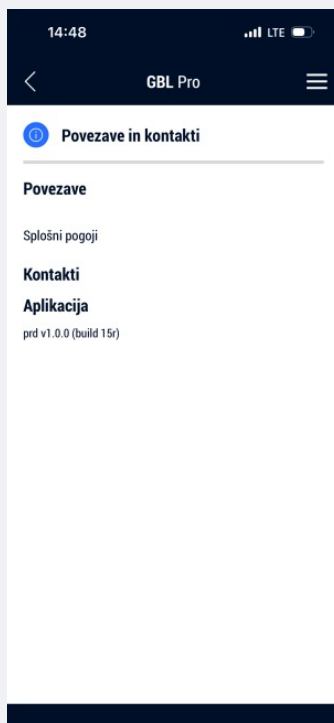 14:48
LTE
GBL Pro
Povezave in kontakti
Povezave
Splošni pogoji
Kontakti
Aplikacija
prd v1.0.0 (build 15r)